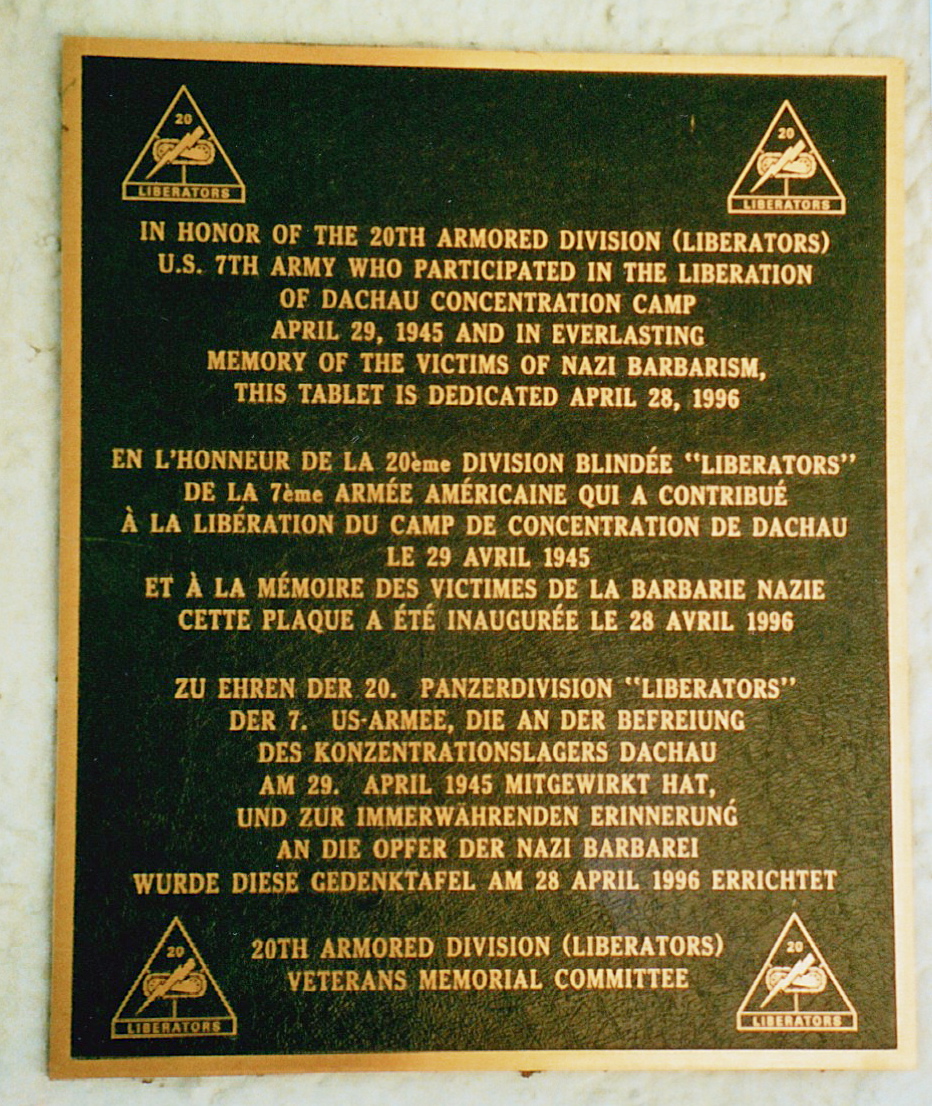 20
LIBERATORS
20
LIBERATORS
IN HONOR OF THE 20TH ARMORED DIVISION (LIBERATORS)
U.S. 7TH ARMY WHO PARTICIPATED IN THE LIBERATION
OF DACHAU CONCENTRATION CAMP
APRIL 29, 1945 AND IN EVERLASTING
MEMORY OF THE VICTIMS OF NAZI BARBARISM,
THIS TABLET IS DEDICATED APRIL 28, 1996
EN L'HONNEUR DE LA 20ème DIVISION BLINDÉE "LIBERATORS"
DE LA 7ème ARMÉE AMÉRICAINE QUI A CONTRIBUÉ
À LA LIBÉRATION DU CAMP DE CONCENTRATION DE DACHAU
LE 29 AVRIL 1945
ET À LA MÉMOIRE DES VICTIMES DE LA BARBARIE NAZIE
CETTE PLAQUE A ÉTÉ INAUGURÉE LE 28 AVRIL 1996
ZU EHREN DER 20. PANZERDIVISION "LIBERATORS"
DER 7. US-ARMEE, DIE AN DER BEFREIUNG
DES KONZENTRATIONSLAGERS DACHAU
AM 29. APRIL 1945 MITGEWIRKT HAT,
UND ZUR IMMERWÄHRENDEN ERINNERUNG
AN DIE OPFER DER NAZI BARBAREI
WURDE DIESE GEDENKTAFEL AM 28 APRIL 1996 ERRICHTET
20TH ARMORED DIVISION (LIBERATORS)
VETERANS MEMORIAL COMMITTEE
20
LIBERATORS
20
LIBERATORS